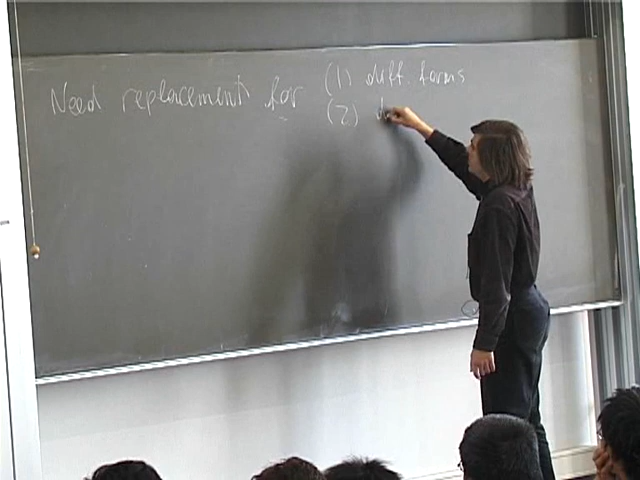 Need replacement for (1) diff. forms
(2) d